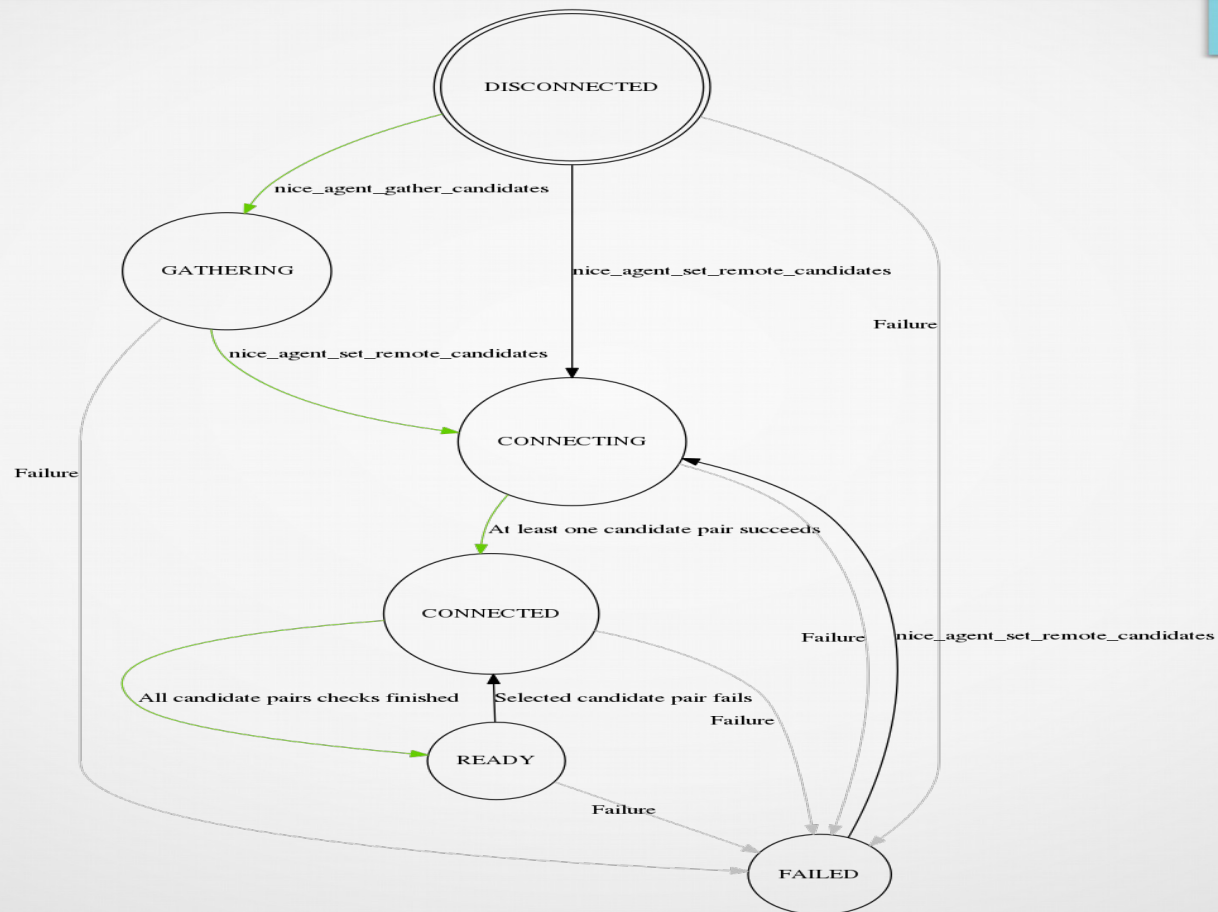 DISCONNECTED
nice_agent_gather_candidates
GATHERING
nice_agent_set_remote_candidates
Failure
nice_agent_set_remote_candidates
CONNECTING
Failure
At least one candidate pair succeeds
CONNECTED
Failure
nice_agent_set_remote_candidates
All candidate pairs checks finished
Selected candidate pair fails
Failure
READY
Failure
FAILED